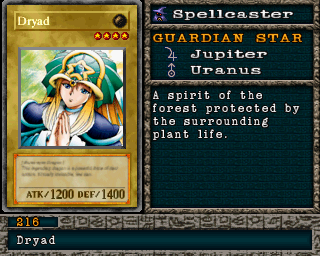 Dryad
ATK/1200 DEF/1400
Spellcaster
GUARDIAN STAR
♃ Jupiter
⛢ Uranus
A spirit of the
forest protected by
the surrounding
plant life.
216
Dryad